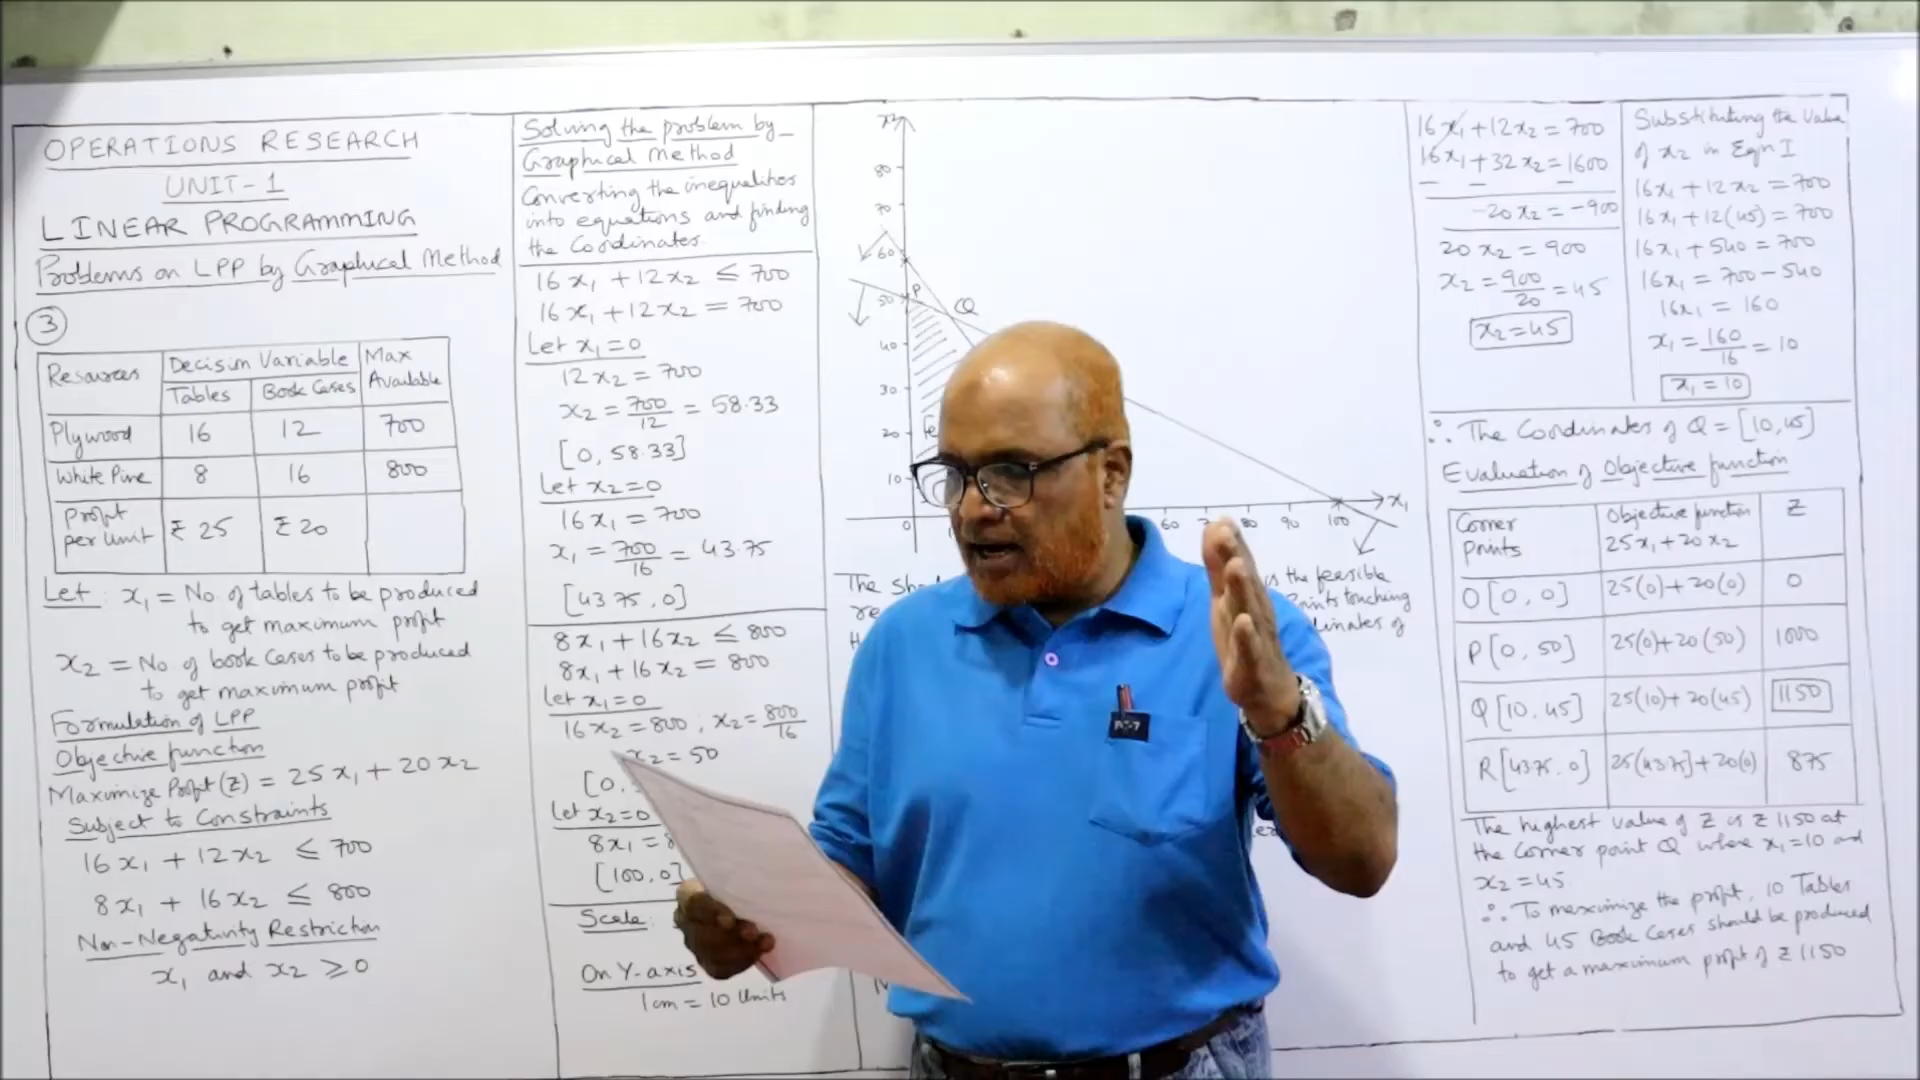 OPERATIONS RESEARCH
UNIT-1
LINEAR PROGRAMMING
Problems on LPP by Graphical Method
3
Resources
Decision Variable
Max Available
Tables
Book Cases
Plywood 16 12 700
White Pine 8 16 800
Profit per unit ₹ 25 ₹ 20
Let: x₁ = No. of tables to be produced
to get maximum profit
x₂ = No. of book cases to be produced
to get maximum profit
Formulation of LPP
Objective function
Maximize Profit (Z) = 25x₁ + 20x₂
Subject to Constraints
16x₁ + 12x₂ ≤ 700
8x₁ + 16x₂ ≤ 800
Non-Negativity Restriction
x₁ and x₂ ≥ 0
Solving the problem by
Graphical Method
Converting the inequalities
into equations and finding
the Coordinates.
16x₁ + 12x₂ ≤ 700
16x₁ + 12x₂ = 700
Let x₁=0
12x₂ = 700
x₂ = 700/12 = 58.33
[0, 58.33]
Let x₂=0
16x₁ = 700
x₁ = 700/16 = 43.75
[43.75, 0]
8x₁ + 16x₂ ≤ 800
8x₁ + 16x₂ = 800
let x₁=0
16x₂ = 800 ; x₂ = 800/16
x₂ = 50
[0,
Let x₂=0
8x₁ = 8
[100, 0]
Scale:
On Y-axis
1cm = 10 Units
x₂
80
70
60
50 P
Q
40
30
20
10
0 60 7 80 90 100 x₁
The sh is the feasible
re points touching
dinates of
16x₁ + 12x₂ = 700
16x₁ + 32x₂ = 1600
− − −
-20x₂ = -900
20x₂ = 900
x₂ = 900/20 = 45
x₂ = 45
Substituting the Value
of x₂ in Eqn I
16x₁ + 12x₂ = 700
16x₁ + 12(45) = 700
16x₁ + 540 = 700
16x₁ = 700 - 540
16x₁ = 160
x₁ = 160/16 = 10
x₁ = 10
∴ The Coordinates of Q = [10, 45]
Evaluation of Objective function
Corner points
Objective function 25x₁+20x₂
Z
O[0, 0] 25(0)+20(0) 0
P[0, 50] 25(0)+20(50) 1000
Q[10, 45] 25(10)+20(45) 1150
R[43.75, 0] 25(43.75)+20(0) 875
The highest value of Z is ₹ 1150 at
the Corner point Q where x₁=10 and
x₂ = 45
∴ To maximize the profit, 10 Tables
and 45 Book Cases should be produced
to get a maximum profit of ₹ 1150